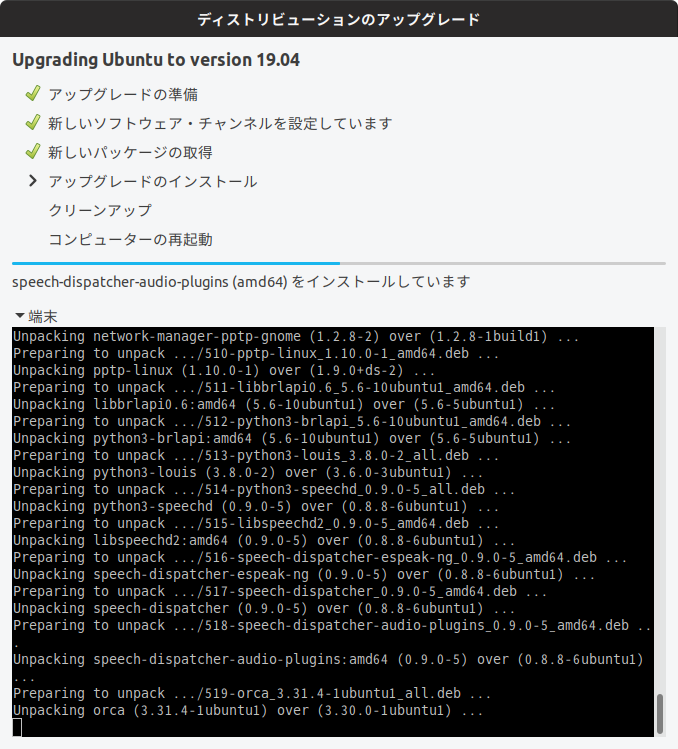 ディストリビューションのアップグレード
Upgrading Ubuntu to version 19.04
アップグレードの準備
新しいソフトウェア・チャンネルを設定しています
新しいパッケージの取得
アップグレードのインストール
クリーンアップ
コンピューターの再起動
speech-dispatcher-audio-plugins (amd64) をインストールしています
端末
Unpacking network-manager-pptp-gnome (1.2.8-2) over (1.2.8-1build1) ...
Preparing to unpack .../510-pptp-linux_1.10.0-1_amd64.deb ...
Unpacking pptp-linux (1.10.0-1) over (1.9.0+ds-2) ...
Preparing to unpack .../511-libbrlapi0.6_5.6-10ubuntu1_amd64.deb ...
Unpacking libbrlapi0.6:amd64 (5.6-10ubuntu1) over (5.6-5ubuntu1) ...
Preparing to unpack .../512-python3-brlapi_5.6-10ubuntu1_amd64.deb ...
Unpacking python3-brlapi:amd64 (5.6-10ubuntu1) over (5.6-5ubuntu1) ...
Preparing to unpack .../513-python3-louis_3.8.0-2_all.deb ...
Unpacking python3-louis (3.8.0-2) over (3.6.0-3ubuntu1) ...
Preparing to unpack .../514-python3-speechd_0.9.0-5_all.deb ...
Unpacking python3-speechd (0.9.0-5) over (0.8.8-6ubuntu1) ...
Preparing to unpack .../515-libspeechd2_0.9.0-5_amd64.deb ...
Unpacking libspeechd2:amd64 (0.9.0-5) over (0.8.8-6ubuntu1) ...
Preparing to unpack .../516-speech-dispatcher-espeak-ng_0.9.0-5_amd64.deb ...
Unpacking speech-dispatcher-espeak-ng (0.9.0-5) over (0.8.8-6ubuntu1) ...
Preparing to unpack .../517-speech-dispatcher_0.9.0-5_amd64.deb ...
Unpacking speech-dispatcher (0.9.0-5) over (0.8.8-6ubuntu1) ...
Preparing to unpack .../518-speech-dispatcher-audio-plugins_0.9.0-5_amd64.deb ..
.
Unpacking speech-dispatcher-audio-plugins:amd64 (0.9.0-5) over (0.8.8-6ubuntu1)
...
Preparing to unpack .../519-orca_3.31.4-1ubuntu1_all.deb ...
Unpacking orca (3.31.4-1ubuntu1) over (3.30.0-1ubuntu1) ...